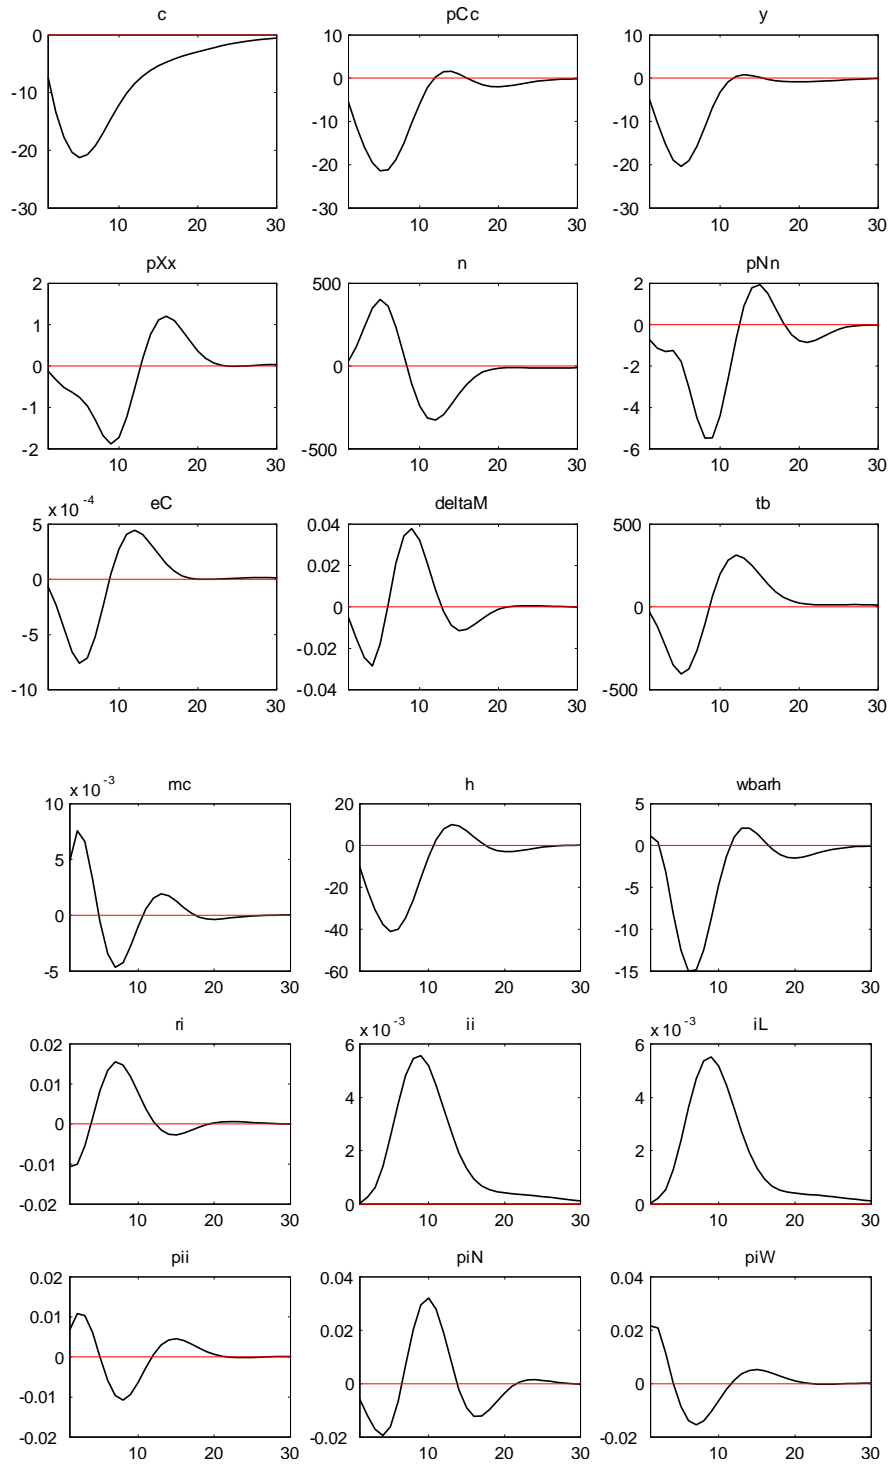 c pCc y
0 10 10
-10 0 0
-10 -10
-20 -20 -20
-30 -30 -30
10 20 30 10 20 30 10 20 30
pXx n pNn
2 500 2
1 0
0 0 -2
-1 -4
-2 -500 -6
10 20 30 10 20 30 10 20 30
x 10 -4 eC deltaM tb
5 0.04 500
0 0.02
0 0
-5 -0.02
-10 -0.04 -500
10 20 30 10 20 30 10 20 30
x 10 -3 mc h wbarh
10 20 5
5 0 0
-20 -5
0 -40 -10
-5 -60 -15
10 20 30 10 20 30 10 20 30
ri x 10 -3 ii x 10 -3 iL
0.02 6 6
0.01 4 4
0
-0.01 2 2
-0.02 0 0
10 20 30 10 20 30 10 20 30
pii piN piW
0.02 0.04 0.04
0.01 0.02 0.02
0
-0.01 0 0
-0.02 -0.02 -0.02
10 20 30 10 20 30 10 20 30